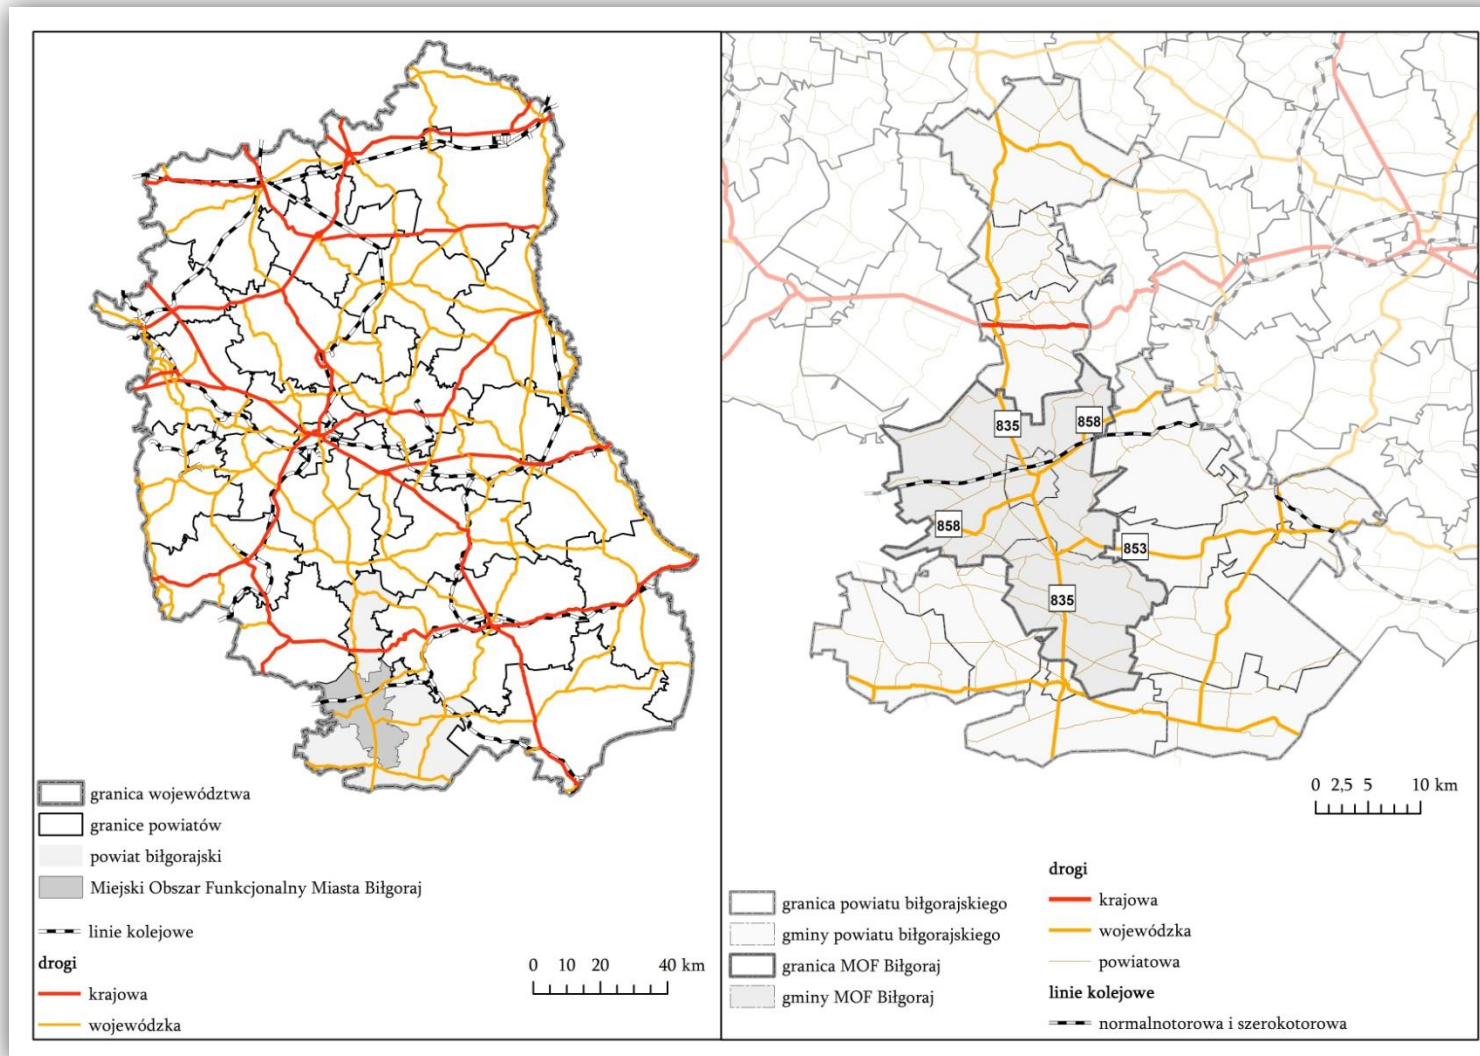 granica województwa
granice powiatów
powiat biłgorajski
Miejski Obszar Funkcjonalny Miasta Biłgoraj
linie kolejowe
drogi
krajowa
wojewódzka
0 10 20 40 km
835
858
858
853
835
0 2,5 5 10 km
granica powiatu biłgorajskiego
gminy powiatu biłgorajskiego
granica MOF Biłgoraj
gminy MOF Biłgoraj
drogi
krajowa
wojewódzka
powiatowa
linie kolejowe
normalnotorowa i szerokotorowa